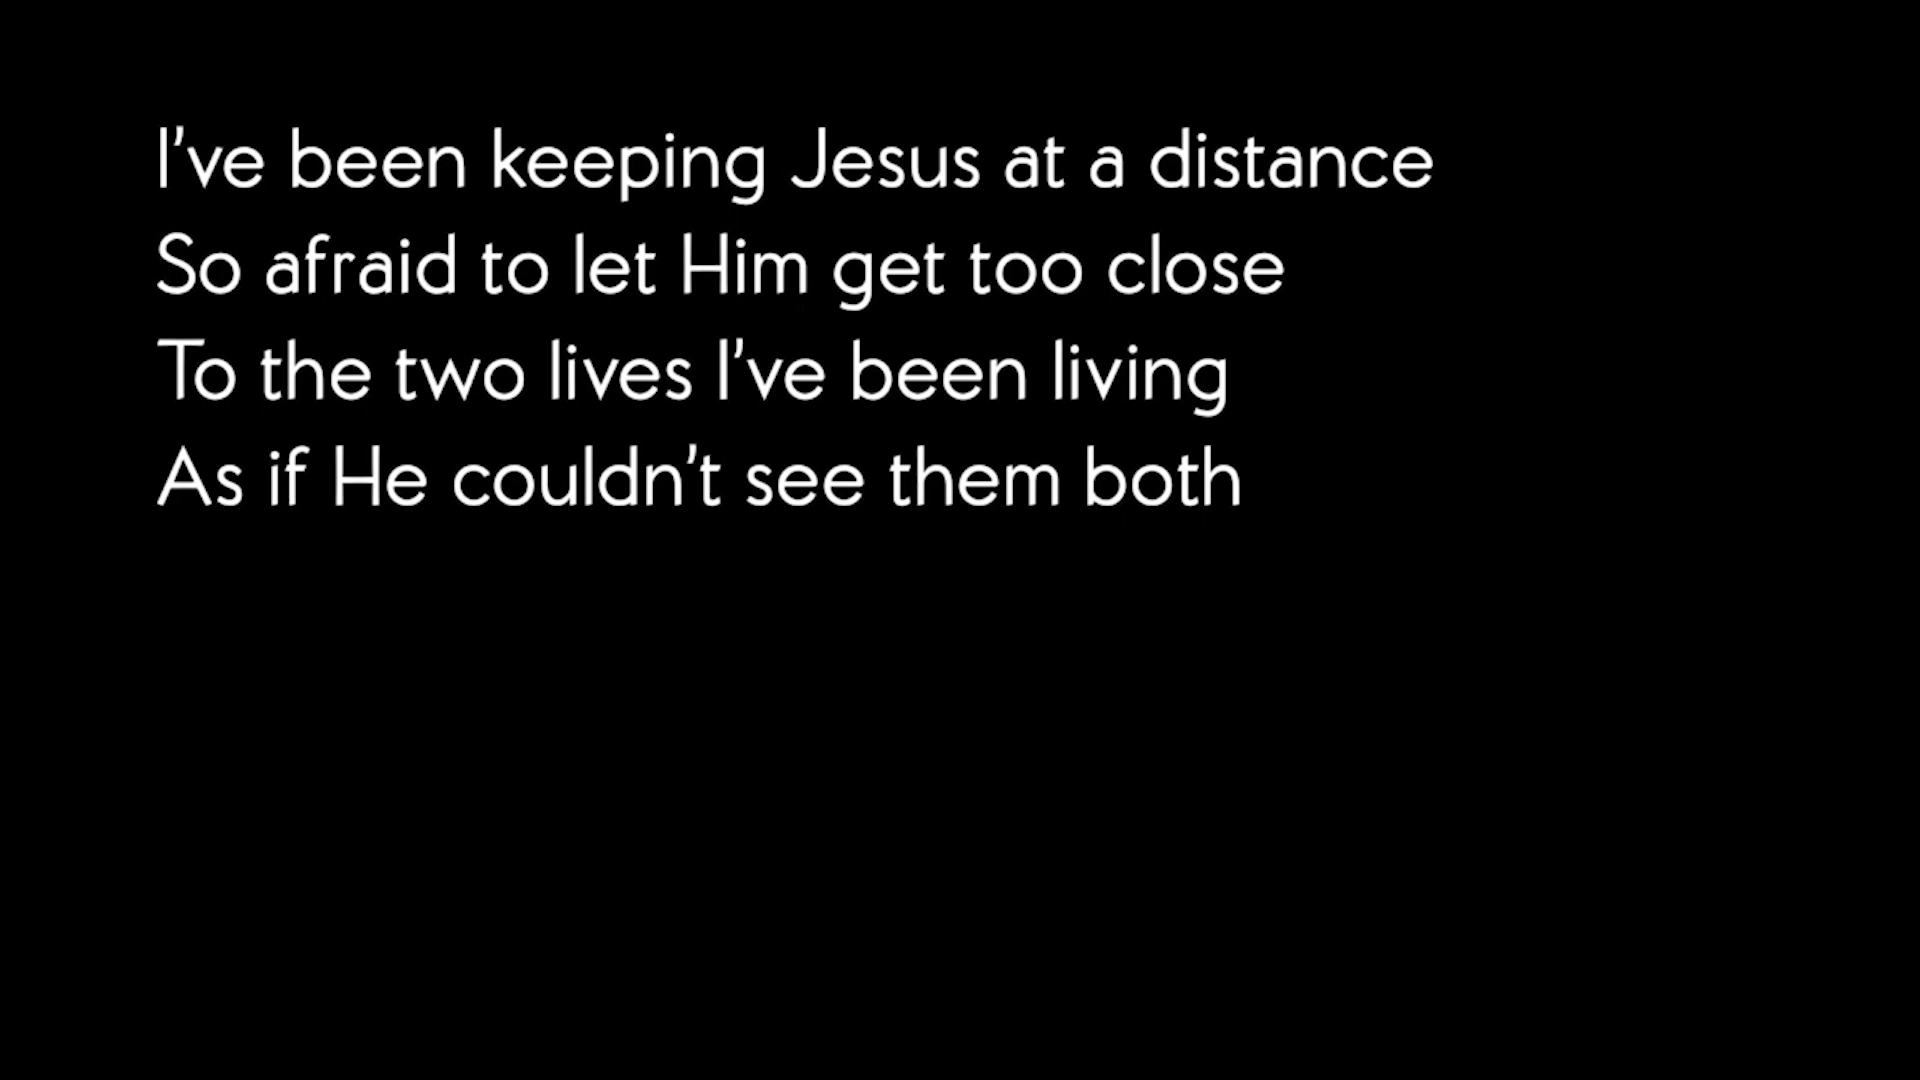 I've been keeping Jesus at a distance
So afraid to let Him get too close
To the two lives I've been living
As if He couldn't see them both